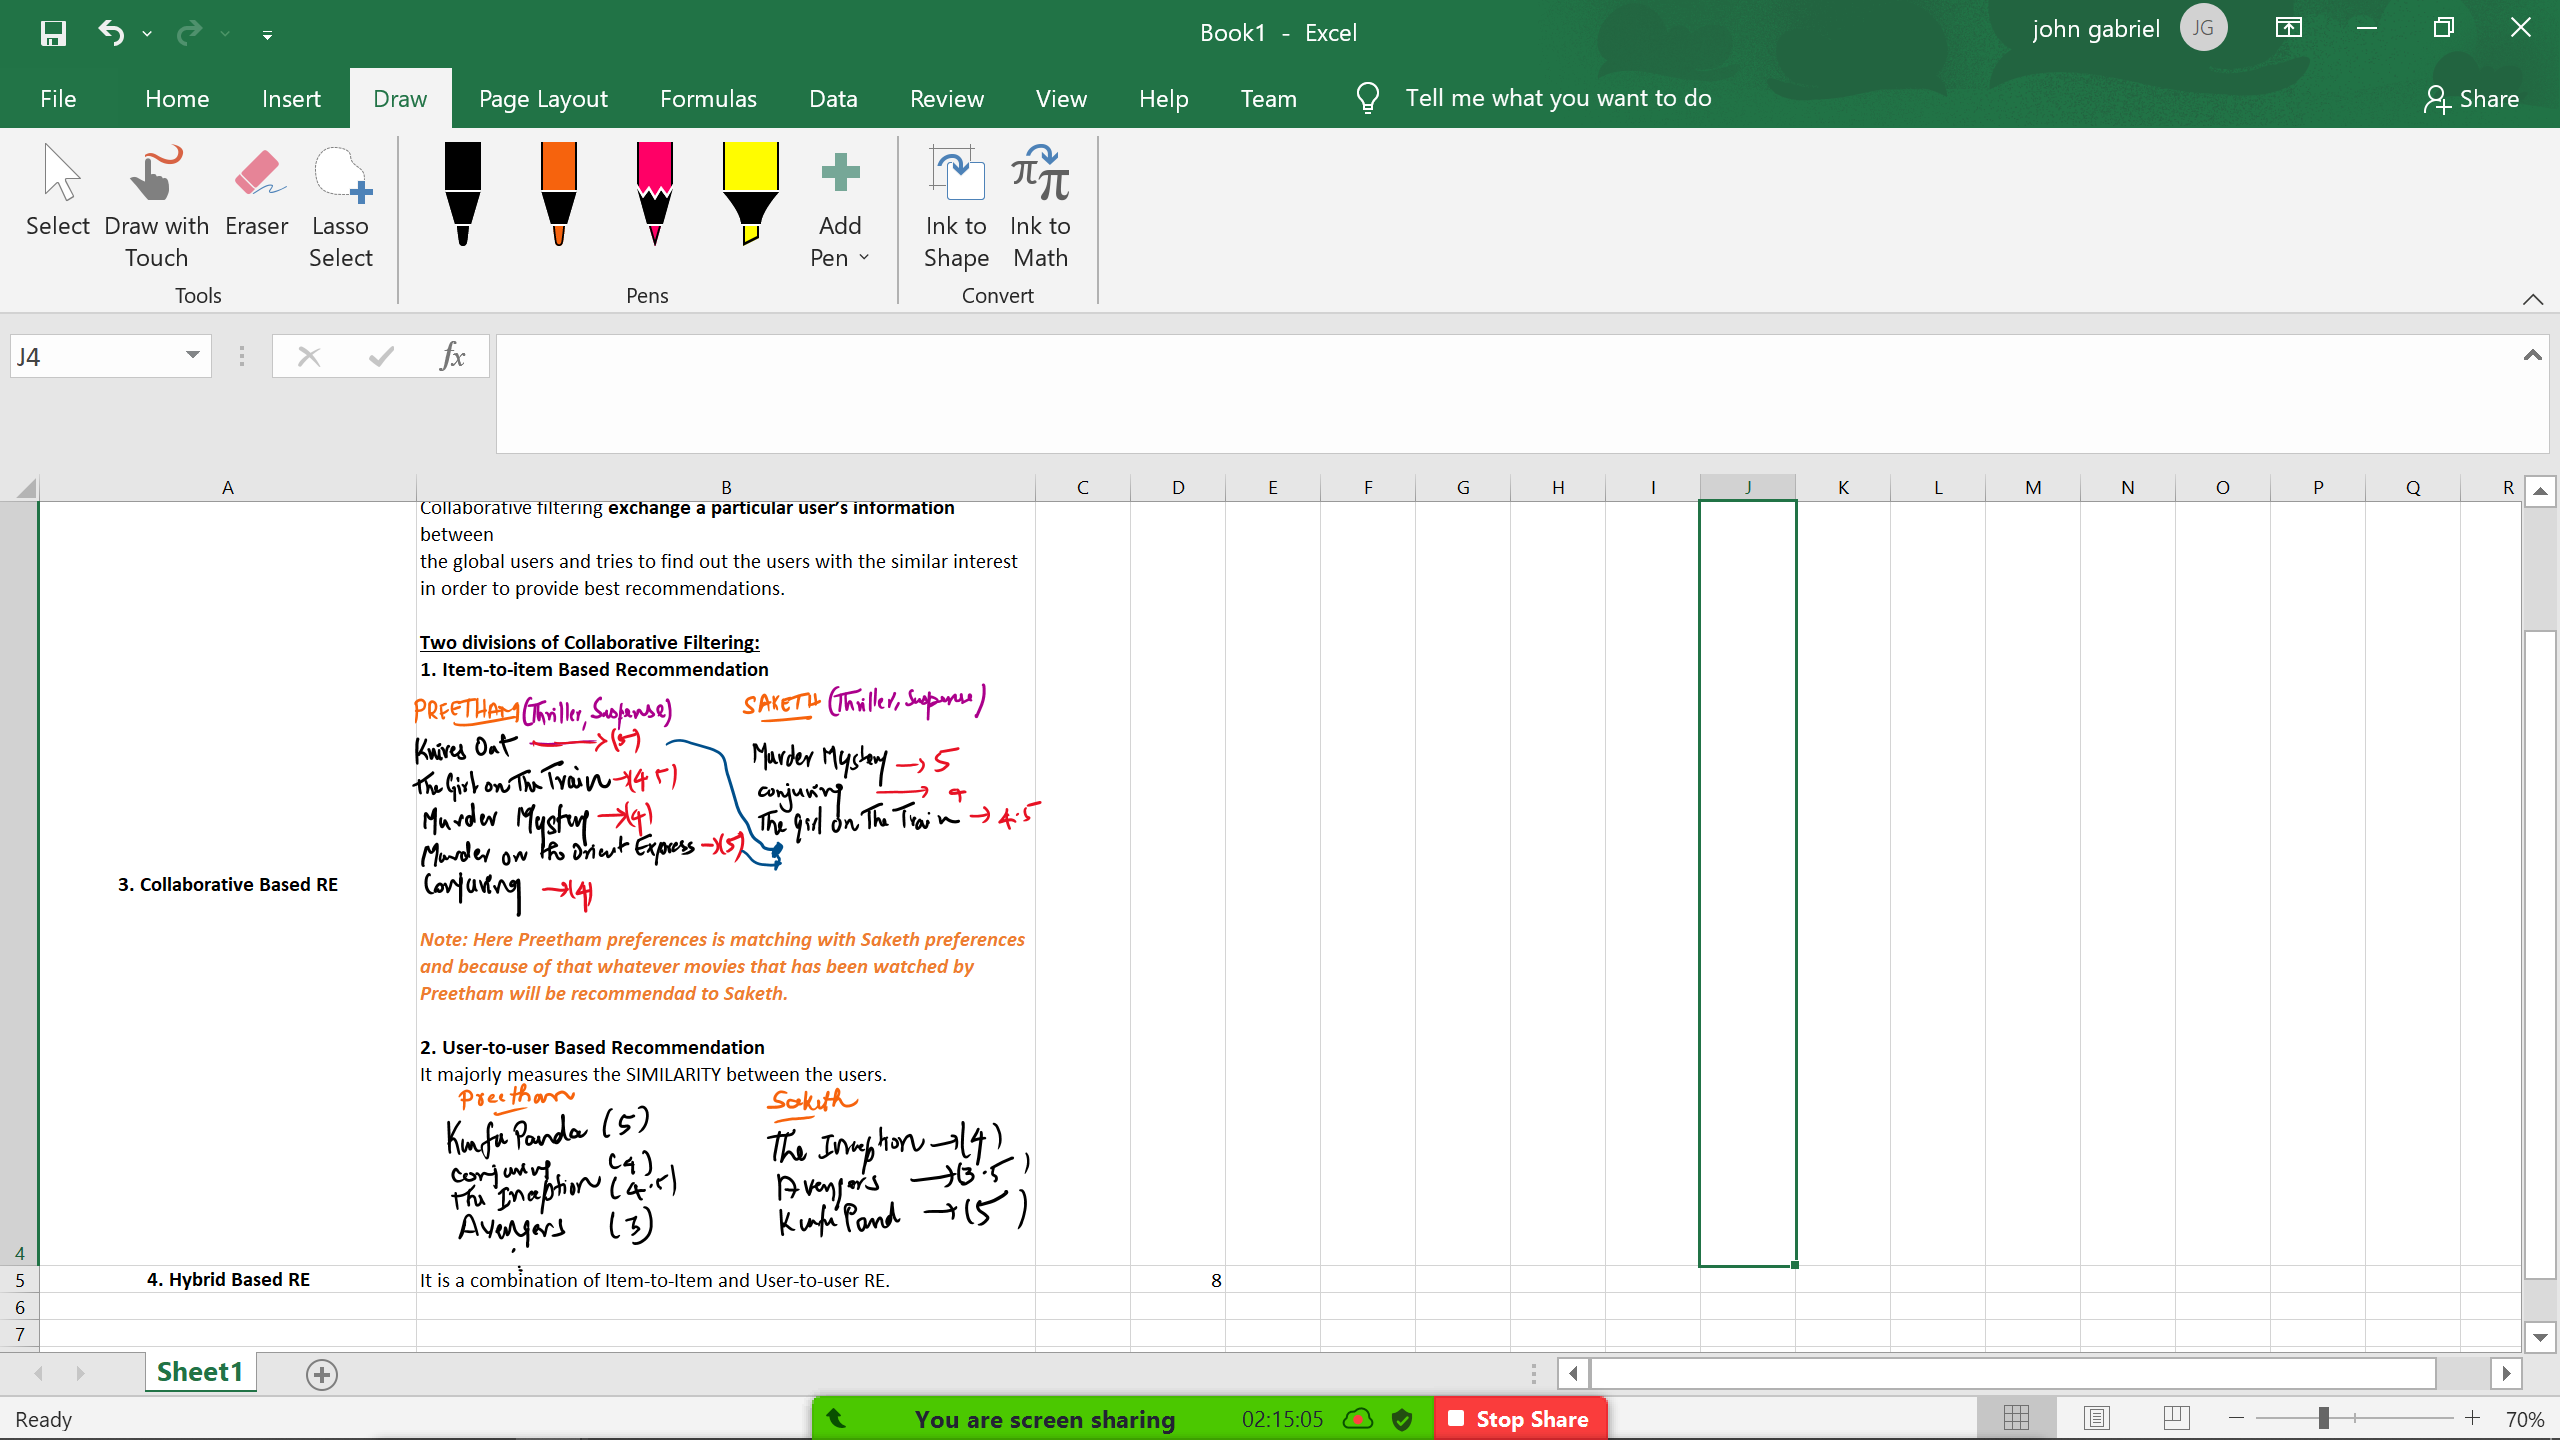 Book1 - Excel
john gabriel JG
File Home Insert Draw Page Layout Formulas Data Review View Help Team Tell me what you want to do Share
Select Draw with Touch Eraser Lasso Select
Add Pen
Ink to Shape Ink to Math
Tools Pens Convert
J4 fx
A B C D E F G H I J K L M N O P Q R
Collaborative filtering exchange a particular user's information
between
the global users and tries to find out the users with the similar interest
in order to provide best recommendations.
Two divisions of Collaborative Filtering:
1. Item-to-item Based Recommendation
PREETHAM (Thriller, Suspense) SAKETH (Thriller, Suspense)
Knives Out → (5)
Murder Mystery → 5
The Girl on The Train → (4.5)
conjuring → 4
Murder Mystery → (4)
The girl on The Train → 4.5
Murder on the Orient Express → (5)
3. Collaborative Based RE
Conjuring → (4)
Note: Here Preetham preferences is matching with Saketh preferences
and because of that whatever movies that has been watched by
Preetham will be recommendad to Saketh.
2. User-to-user Based Recommendation
It majorly measures the SIMILARITY between the users.
Preetham Saketh
Kunfu Panda (5)
The Inception → (4)
conjuring (4)
Avengers → (3.5)
The Inception (4.5)
Kunfu Pand → (5)
Avengers (3)
4
5 4. Hybrid Based RE It is a combination of Item-to-Item and User-to-user RE. 8
6
7
Sheet1
Ready You are screen sharing 02:15:05 Stop Share 70%